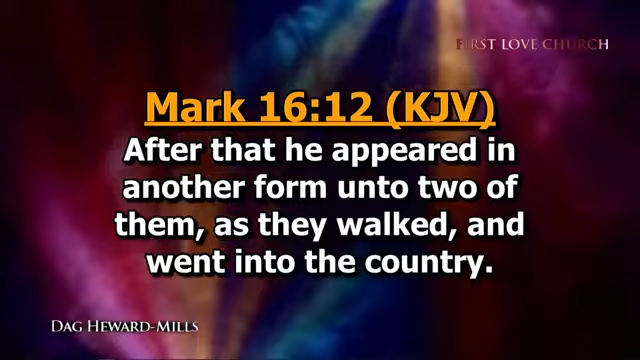 FIRST LOVE CHURCH
Mark 16:12 (KJV)
After that he appeared in
another form unto two of
them, as they walked, and
went into the country.
DAG HEWARD-MILLS